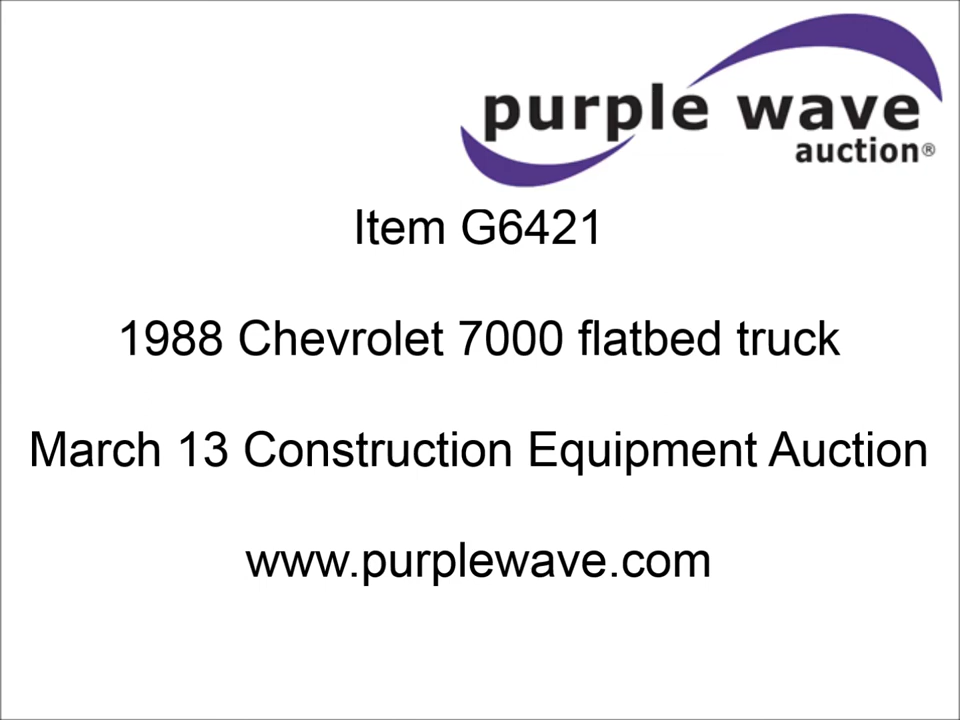 purple wave
auction®
Item G6421
1988 Chevrolet 7000 flatbed truck
March 13 Construction Equipment Auction
www.purplewave.com